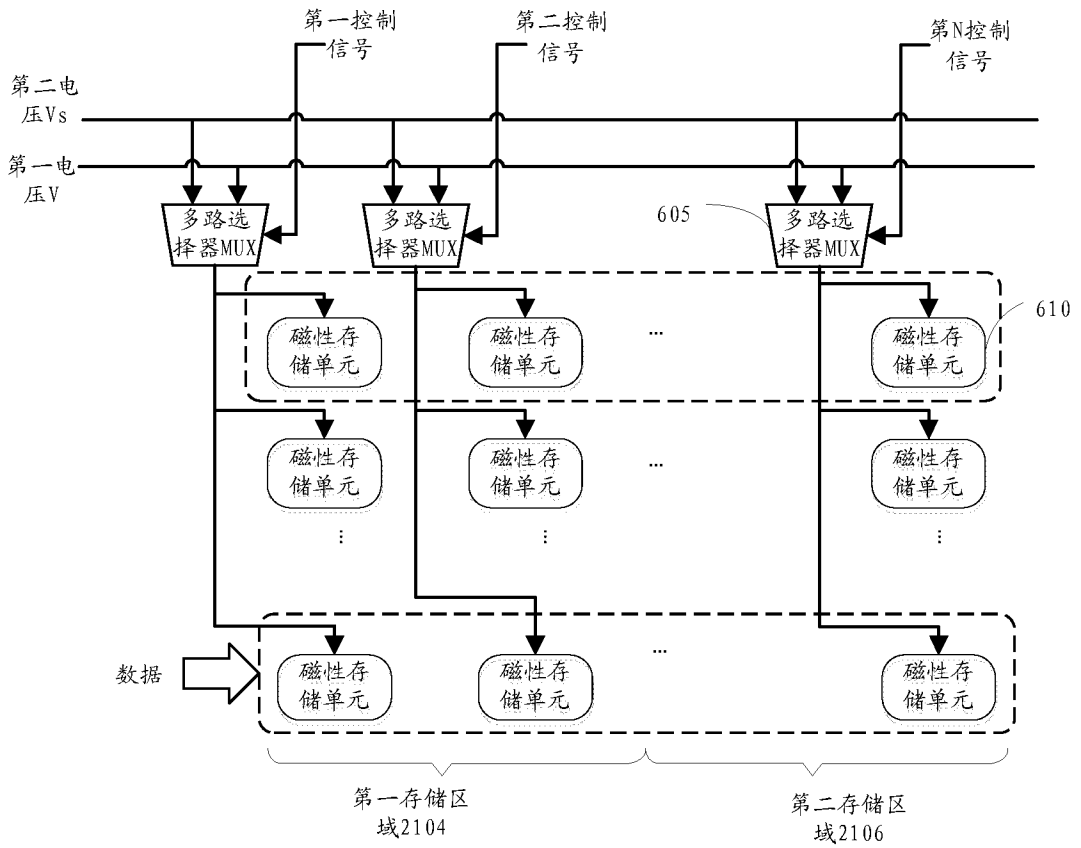 第一控制
信号
第二控制
信号
第N控制
信号
第二电
压Vs
第一电
压V
多路选
择器MUX
多路选
择器MUX
605
多路选
择器MUX
610
磁性存
储单元
磁性存
储单元
...
磁性存
储单元
磁性存
储单元
磁性存
储单元
...
磁性存
储单元
...
...
...
数据
磁性存
储单元
磁性存
储单元
...
磁性存
储单元
第一存储区
域2104
第二存储区
域2106